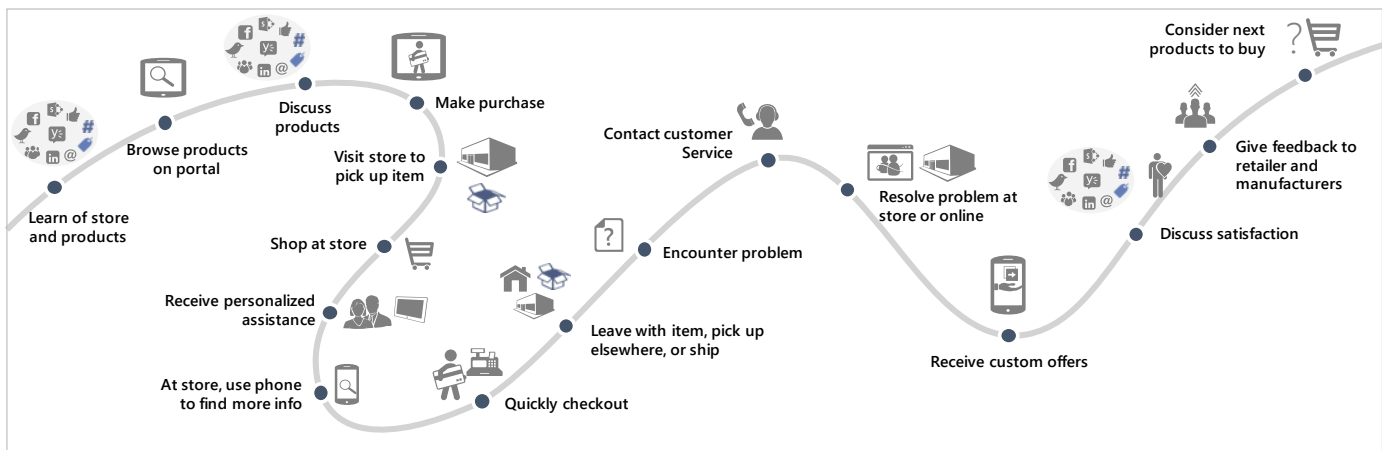 Learn of store
and products
Browse products
on portal
Discuss
products
Make purchase
Visit store to
pick up item
Shop at store
Receive personalized
assistance
At store, use phone
to find more info
Quickly checkout
Leave with item, pick up
elsewhere, or ship
Encounter problem
Contact customer
Service
Resolve problem at
store or online
Receive custom offers
Discuss satisfaction
Give feedback to
retailer and
manufacturers
Consider next
products to buy